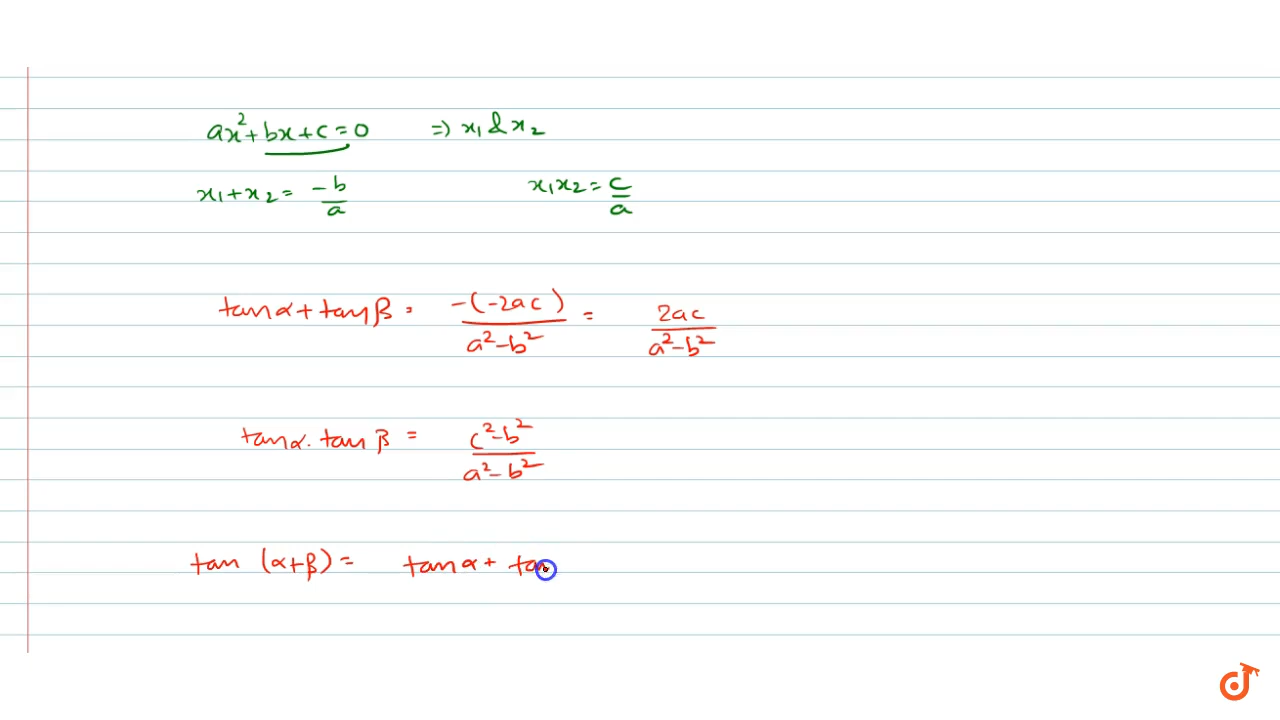 ax²+bx+c=0 ⇒ x₁ & x₂
x₁+x₂ = -b/a x₁x₂ = c/a
tanα+tanβ = -(-2ac)/(a²-b²) = 2ac/(a²-b²)
tanα.tanβ = (c²-b²)/(a²-b²)
tan (α+β) = tanα + tan